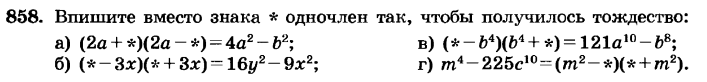 858. Впишите вместо знака * одночлен так, чтобы получилось тождество:
а) (2a + *)(2a − *) = 4a² − b²; в) (* − b⁴)(b⁴ + *) = 121a¹⁰ − b⁸;
б) (* − 3x)(* + 3x) = 16y² − 9x²; г) m⁴ − 225c¹⁰ = (m² − *)(* + m²).